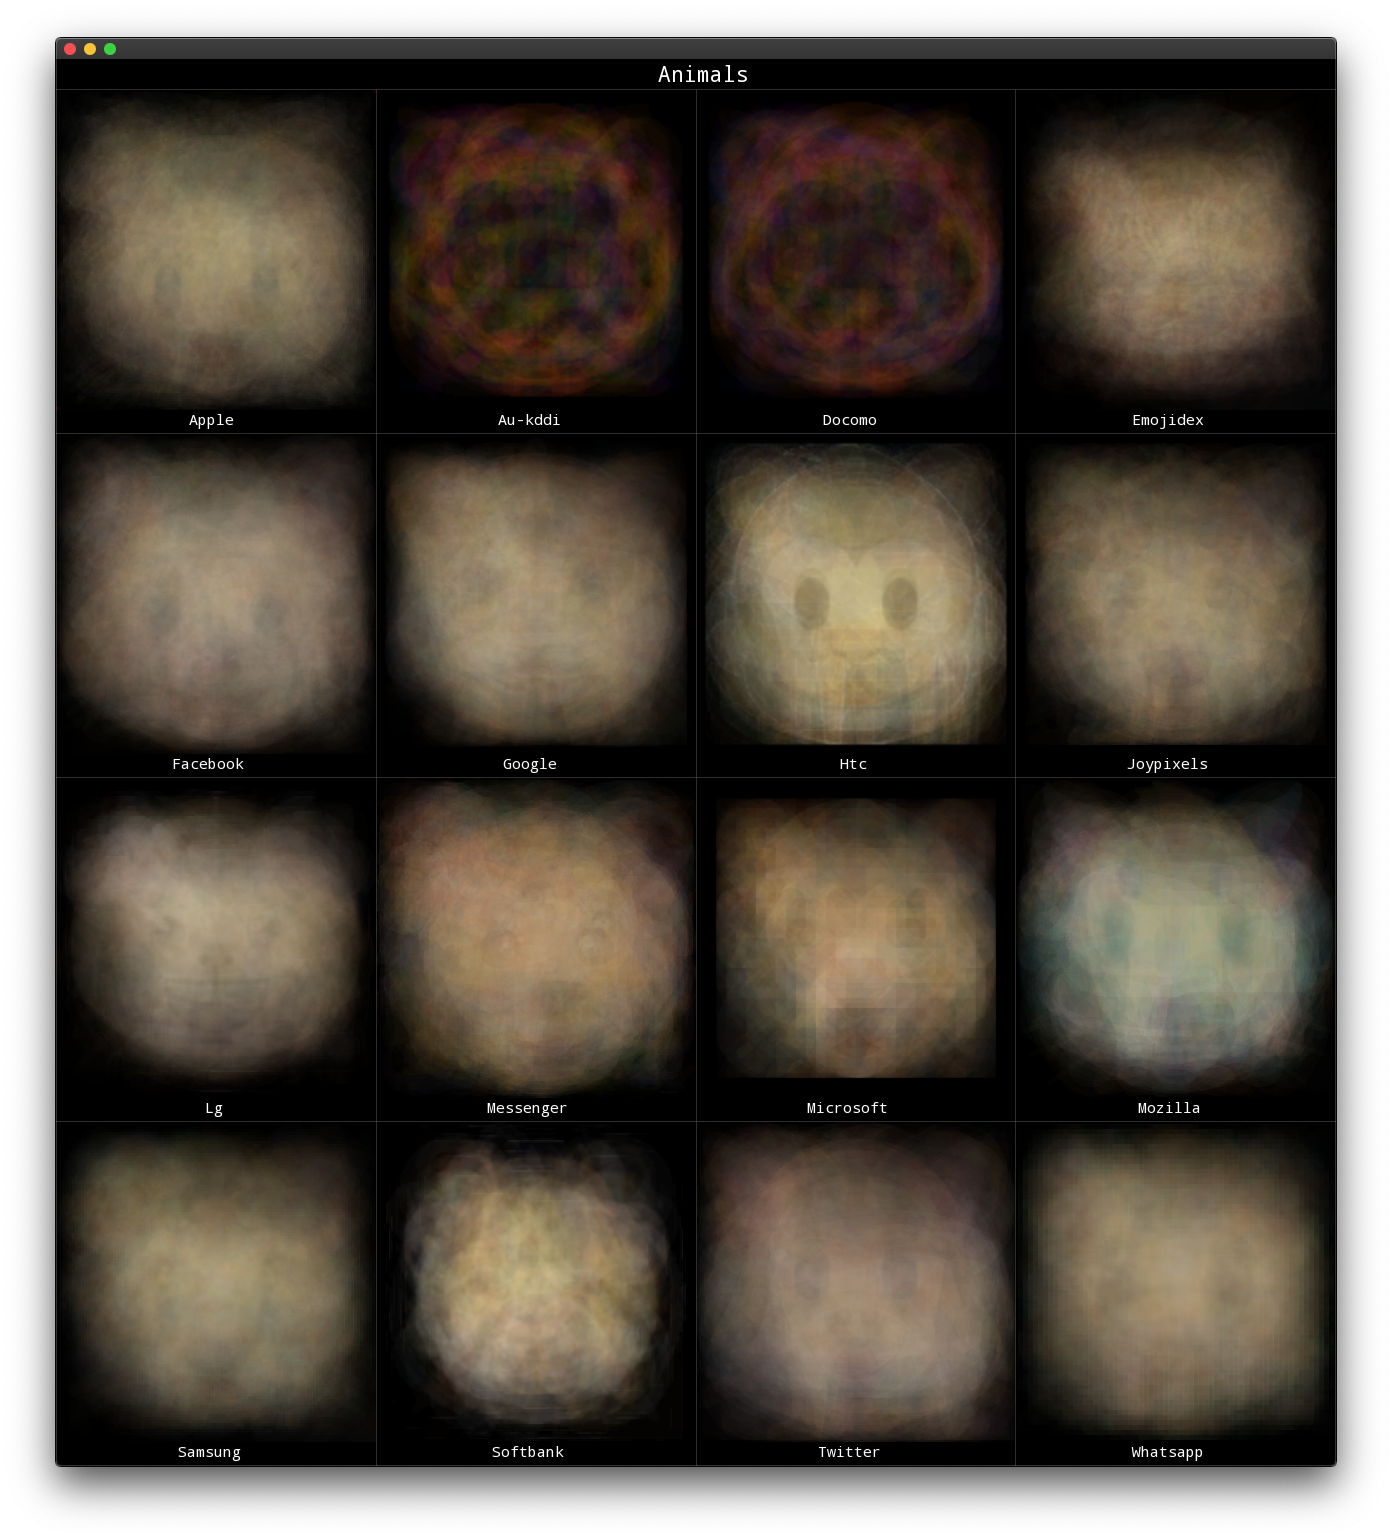 Animals
Apple
Au-kddi
Docomo
Emojidex
Facebook
Google
Htc
Joypixels
Lg
Messenger
Microsoft
Mozilla
Samsung
Softbank
Twitter
Whatsapp